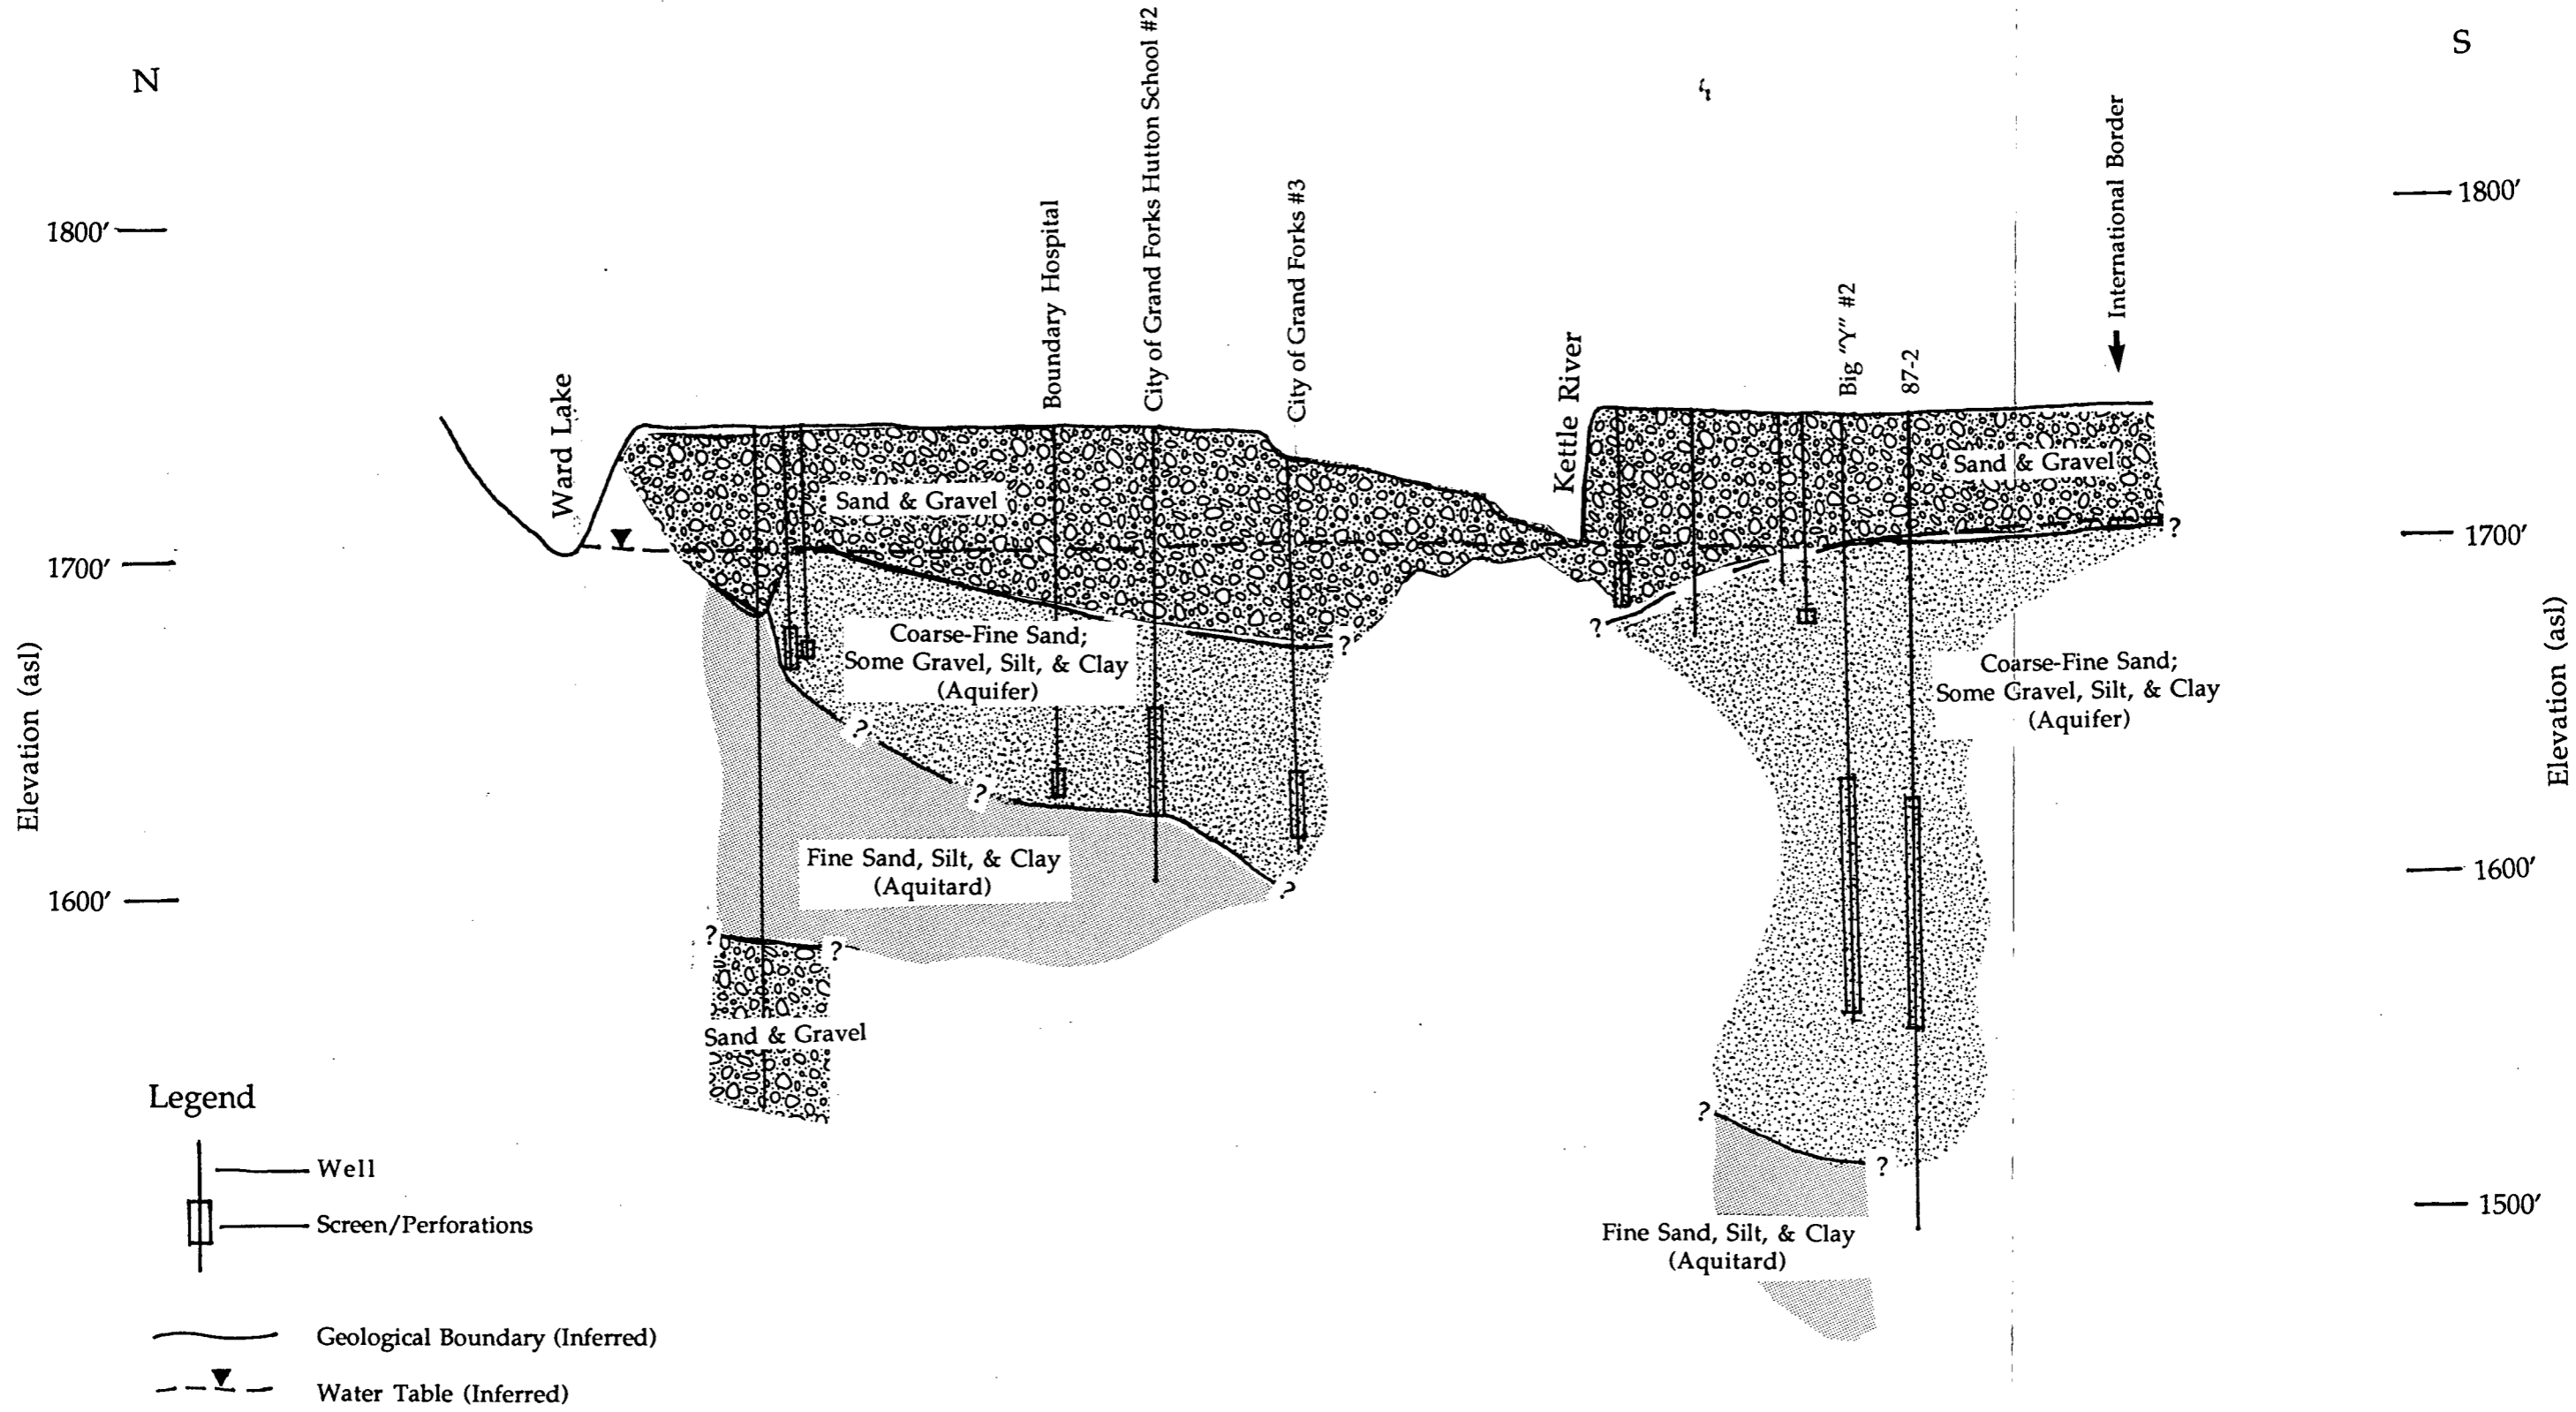 N
S
1800′
1800′
1700′
1700′
1600′
1600′
1500′
Elevation (asl)
Elevation (asl)
Ward Lake
Boundary Hospital
City of Grand Forks Hutton School #2
City of Grand Forks #3
Kettle River
Big "Y" #2
87-2
International Border
Sand & Gravel
Sand & Gravel
?
Coarse-Fine Sand;
Some Gravel, Silt, & Clay
(Aquifer)
?
?
Coarse-Fine Sand;
Some Gravel, Silt, & Clay
(Aquifer)
?
?
Fine Sand, Silt, & Clay
(Aquitard)
?
?
?
Sand & Gravel
?
?
Fine Sand, Silt, & Clay
(Aquitard)
Legend
Well
Screen/Perforations
Geological Boundary (Inferred)
Water Table (Inferred)